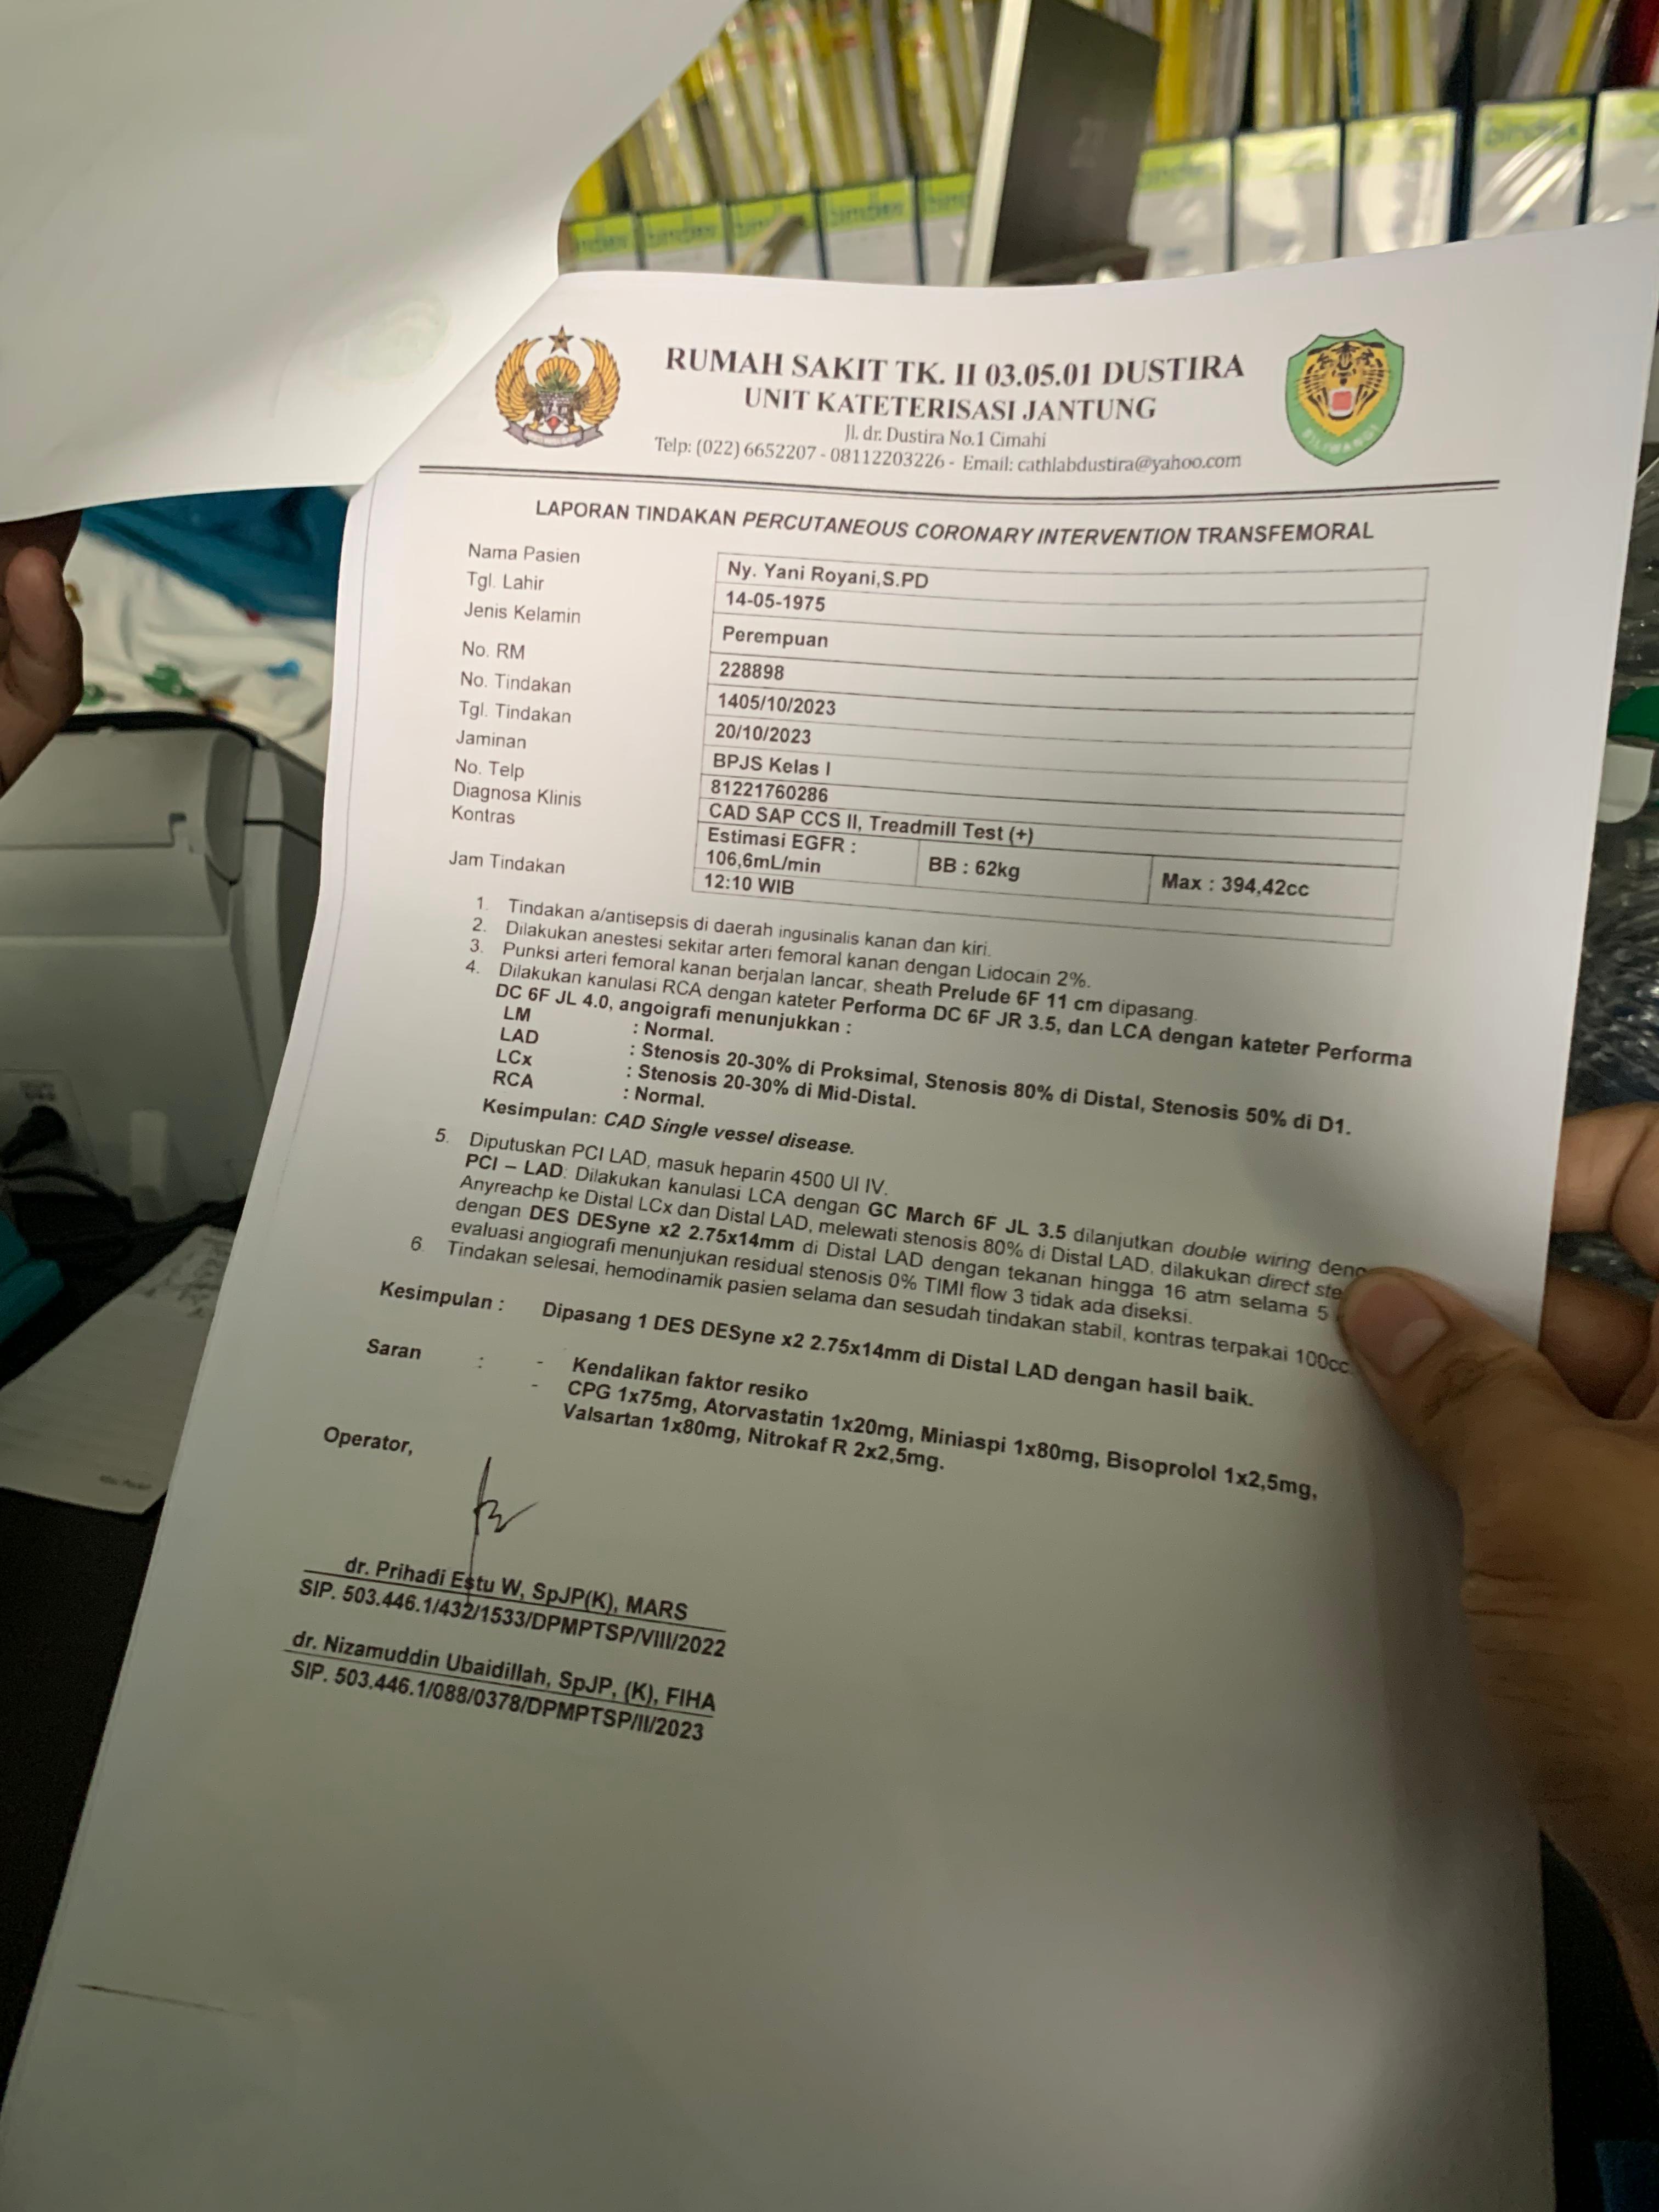 RUMAH SAKIT TK. II 03.05.01 DUSTIRA
UNIT KATETERISASI JANTUNG
Jl. dr. Dustira No.1 Cimahi
Telp: (022) 6652207 - 08112203226 - Email: cathlabdustira@yahoo.com
SILIWANGI
LAPORAN TINDAKAN PERCUTANEOUS CORONARY INTERVENTION TRANSFEMORAL
Nama Pasien Ny. Yani Royani,S.PD
Tgl. Lahir 14-05-1975
Jenis Kelamin Perempuan
No. RM 228898
No. Tindakan 1405/10/2023
Tgl. Tindakan 20/10/2023
Jaminan BPJS Kelas I
No. Telp 81221760286
Diagnosa Klinis CAD SAP CCS II, Treadmill Test (+)
Kontras Estimasi EGFR : 106,6mL/min BB : 62kg Max : 394,42cc
Jam Tindakan 12:10 WIB
1. Tindakan a/antisepsis di daerah ingusinalis kanan dan kiri.
2. Dilakukan anestesi sekitar arteri femoral kanan dengan Lidocain 2%.
3. Punksi arteri femoral kanan berjalan lancar, sheath Prelude 6F 11 cm dipasang.
4. Dilakukan kanulasi RCA dengan kateter Performa DC 6F JR 3.5, dan LCA dengan kateter Performa
DC 6F JL 4.0, angoigrafi menunjukkan :
LM : Normal.
LAD : Stenosis 20-30% di Proksimal, Stenosis 80% di Distal, Stenosis 50% di D1.
LCx : Stenosis 20-30% di Mid-Distal.
RCA : Normal.
Kesimpulan: CAD Single vessel disease.
5. Diputuskan PCI LAD, masuk heparin 4500 UI IV.
PCI – LAD: Dilakukan kanulasi LCA dengan GC March 6F JL 3.5 dilanjutkan double wiring deng
Anyreachp ke Distal LCx dan Distal LAD, melewati stenosis 80% di Distal LAD, dilakukan direct ste
dengan DES DESyne x2 2.75x14mm di Distal LAD dengan tekanan hingga 16 atm selama 5
evaluasi angiografi menunjukan residual stenosis 0% TIMI flow 3 tidak ada diseksi.
6. Tindakan selesai, hemodinamik pasien selama dan sesudah tindakan stabil, kontras terpakai 100cc.
Kesimpulan : Dipasang 1 DES DESyne x2 2.75x14mm di Distal LAD dengan hasil baik.
Saran : - Kendalikan faktor resiko
- CPG 1x75mg, Atorvastatin 1x20mg, Miniaspi 1x80mg, Bisoprolol 1x2,5mg,
Valsartan 1x80mg, Nitrokaf R 2x2,5mg.
Operator,
dr. Prihadi Estu W, SpJP(K), MARS
SIP. 503.446.1/432/1533/DPMPTSP/VIII/2022
dr. Nizamuddin Ubaidillah, SpJP, (K), FIHA
SIP. 503.446.1/088/0378/DPMPTSP/II/2023